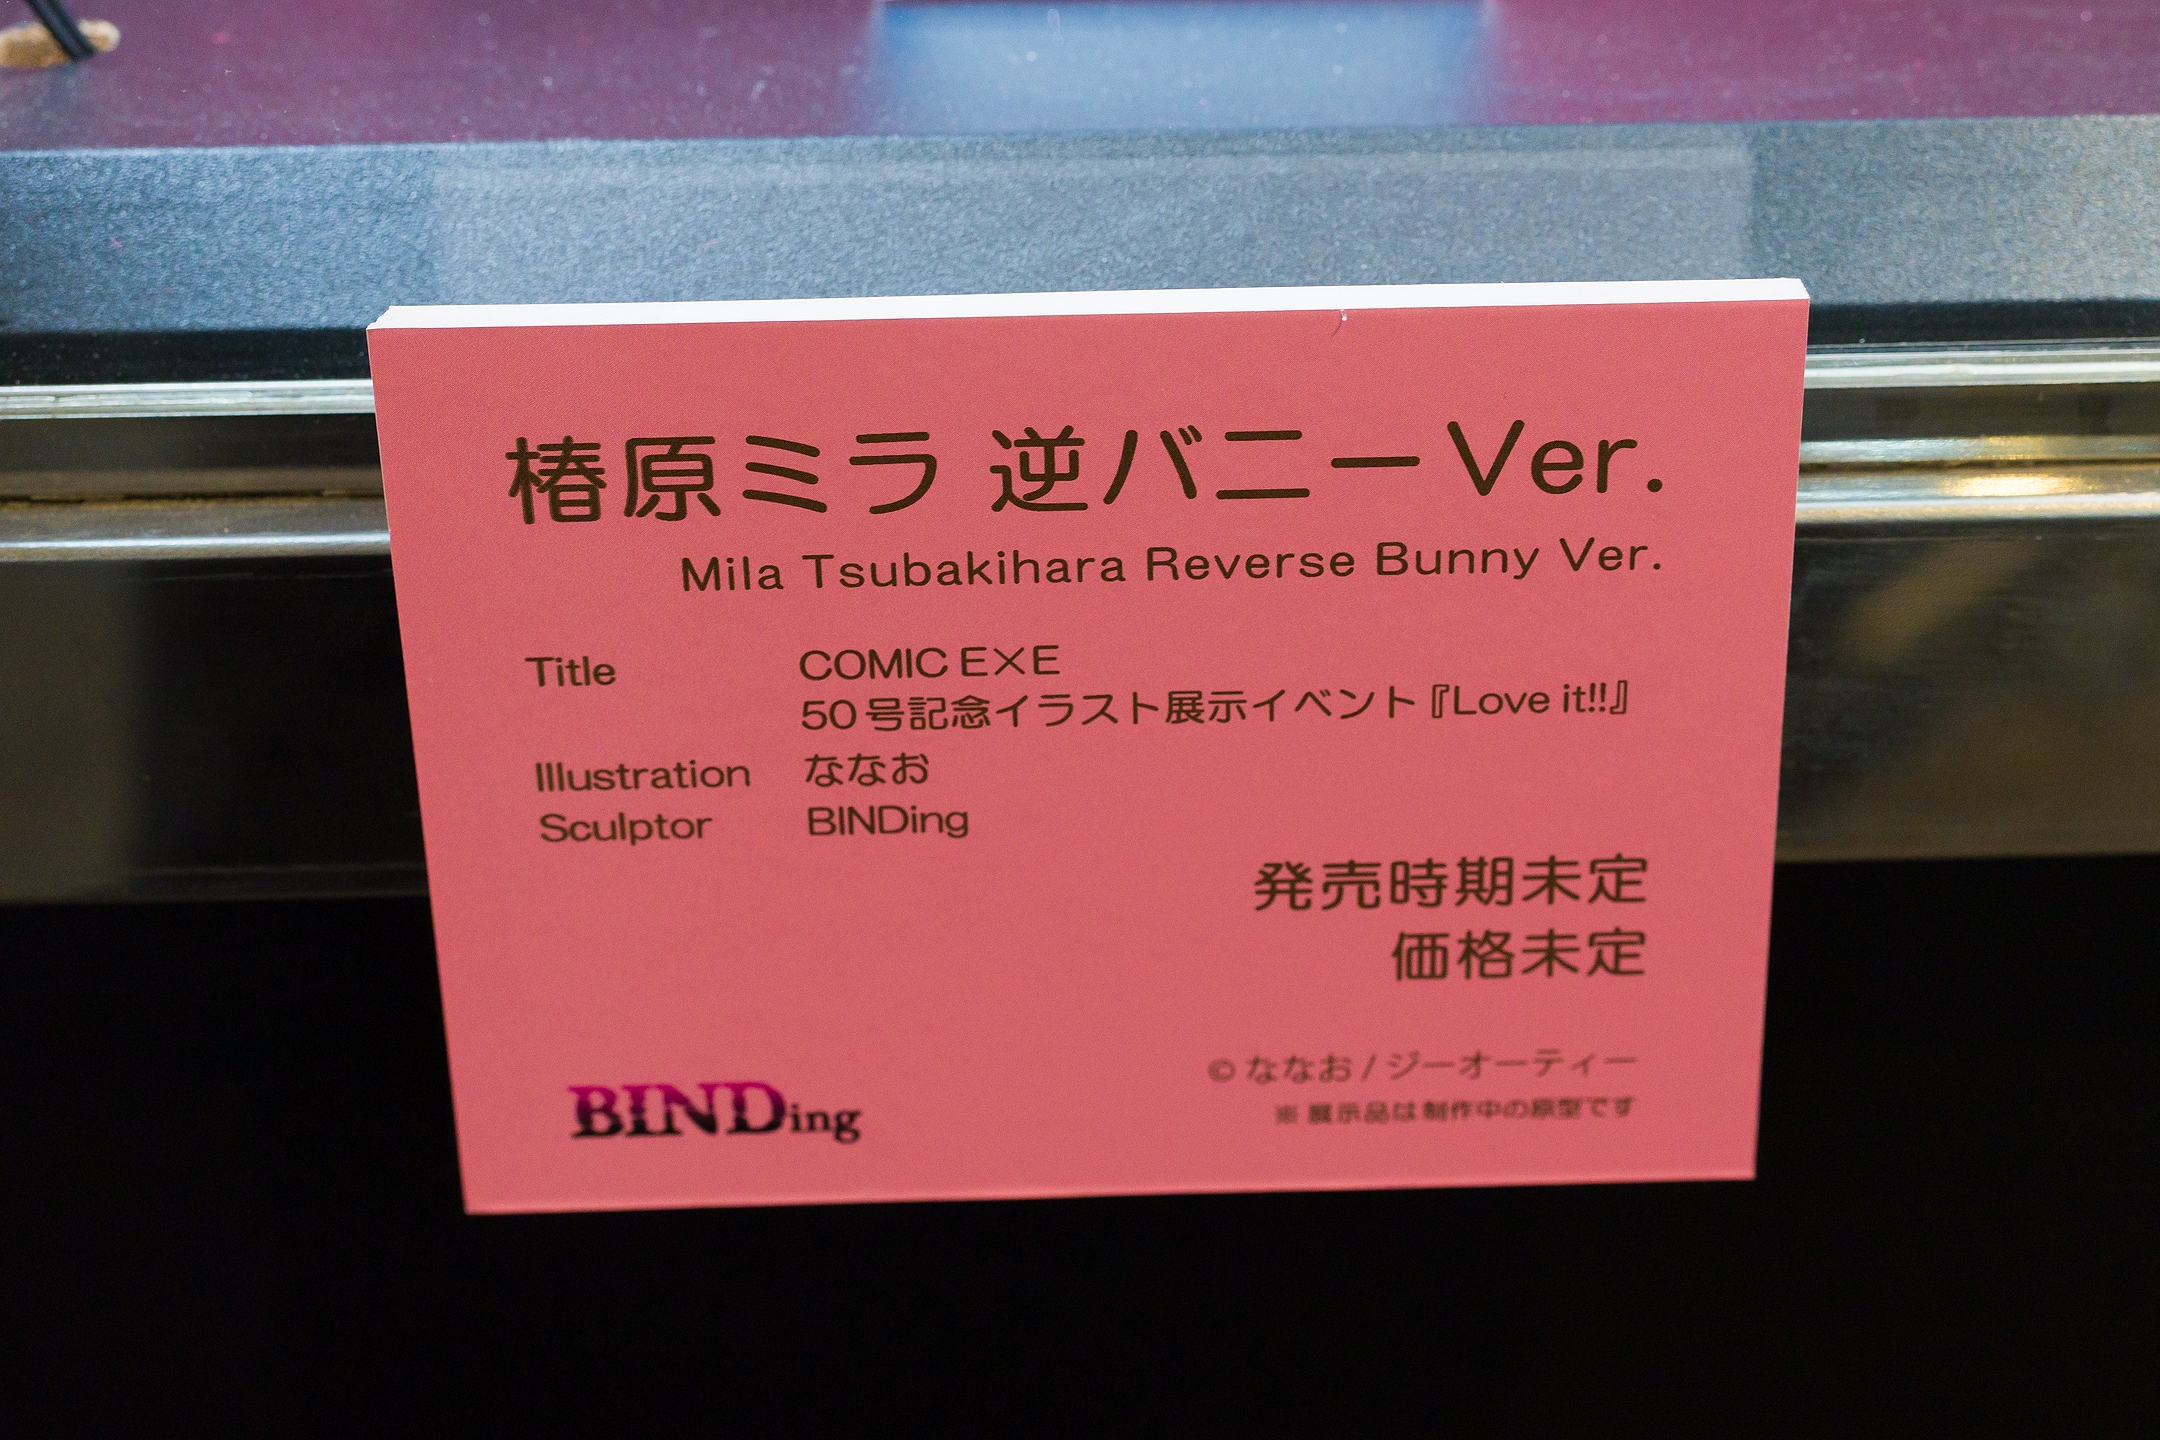 椿原ミラ 逆バニーVer.
Mila Tsubakihara Reverse Bunny Ver.
Title COMIC E×E
50号記念イラスト展示イベント『Love it!!』
Illustration ななお
Sculptor BINDing
発売時期未定
価格未定
© ななお / ジーオーティー
※ 展示品は制作中の原型です
BINDing